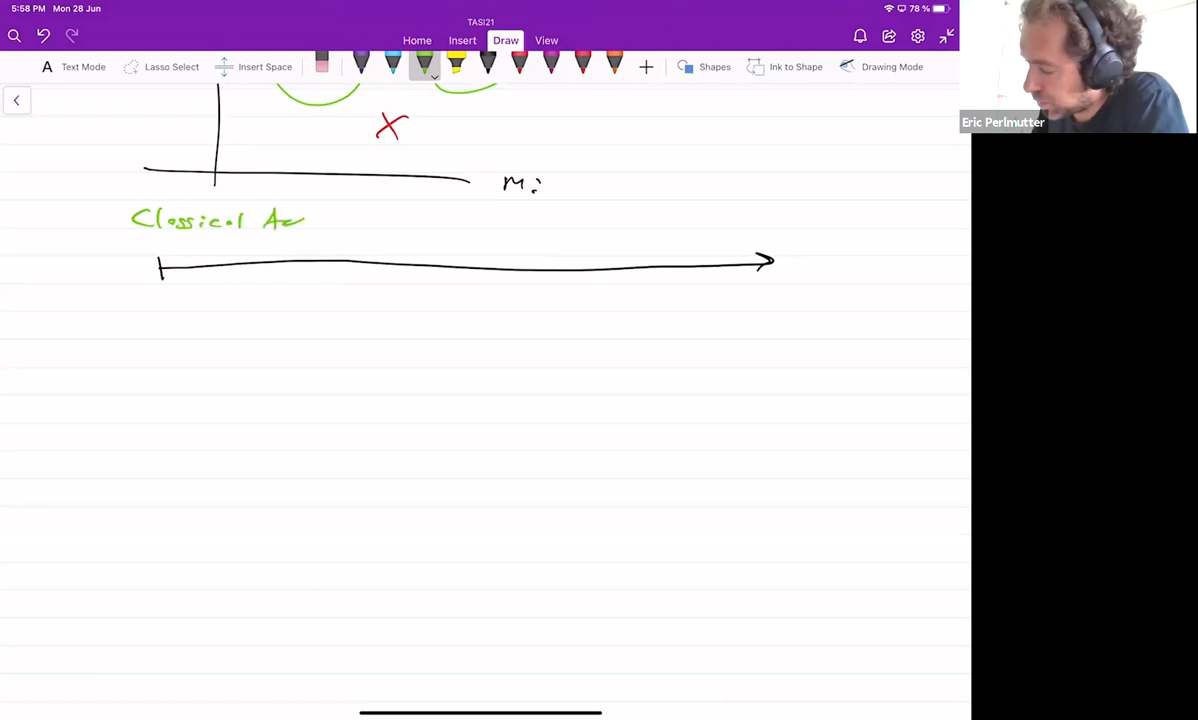 5:58 PM Mon 28 Jun
78 %
TASI21
Home Insert Draw View
A Text Mode Lasso Select Insert Space Shapes Ink to Shape Drawing Mode
Eric Perlmutter
Classical Ac